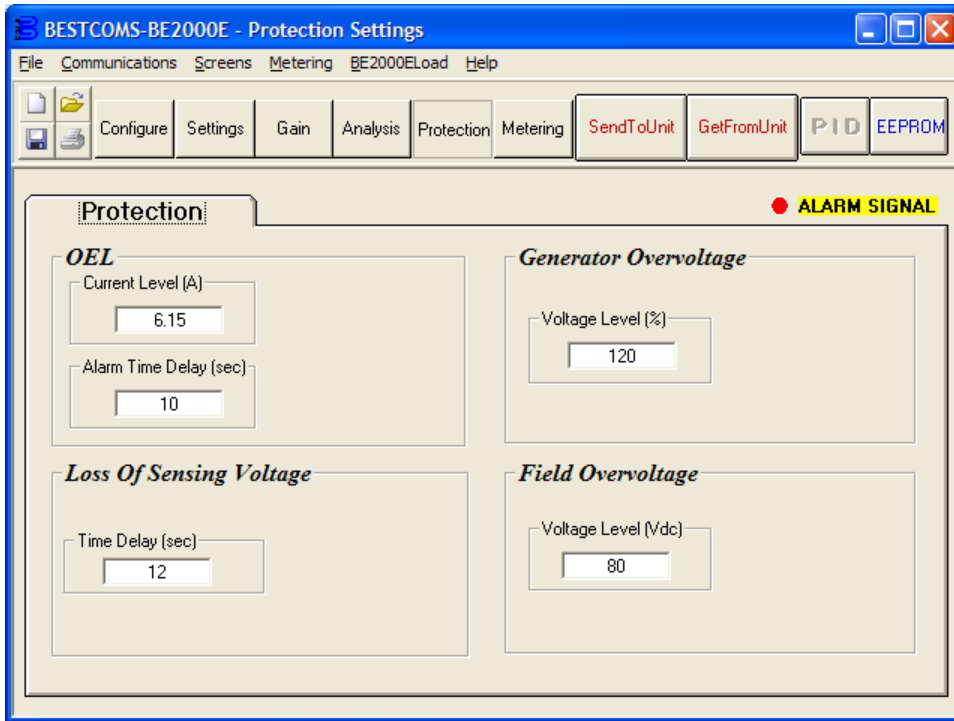 BESTCOMS-BE2000E - Protection Settings
File Communications Screens Metering BE2000ELoad Help
Configure Settings Gain Analysis Protection Metering SendToUnit GetFromUnit PID EEPROM
Protection
ALARM SIGNAL
OEL
Current Level (A)
6.15
Alarm Time Delay (sec)
10
Generator Overvoltage
Voltage Level (%)
120
Loss Of Sensing Voltage
Time Delay (sec)
12
Field Overvoltage
Voltage Level (Vdc)
80